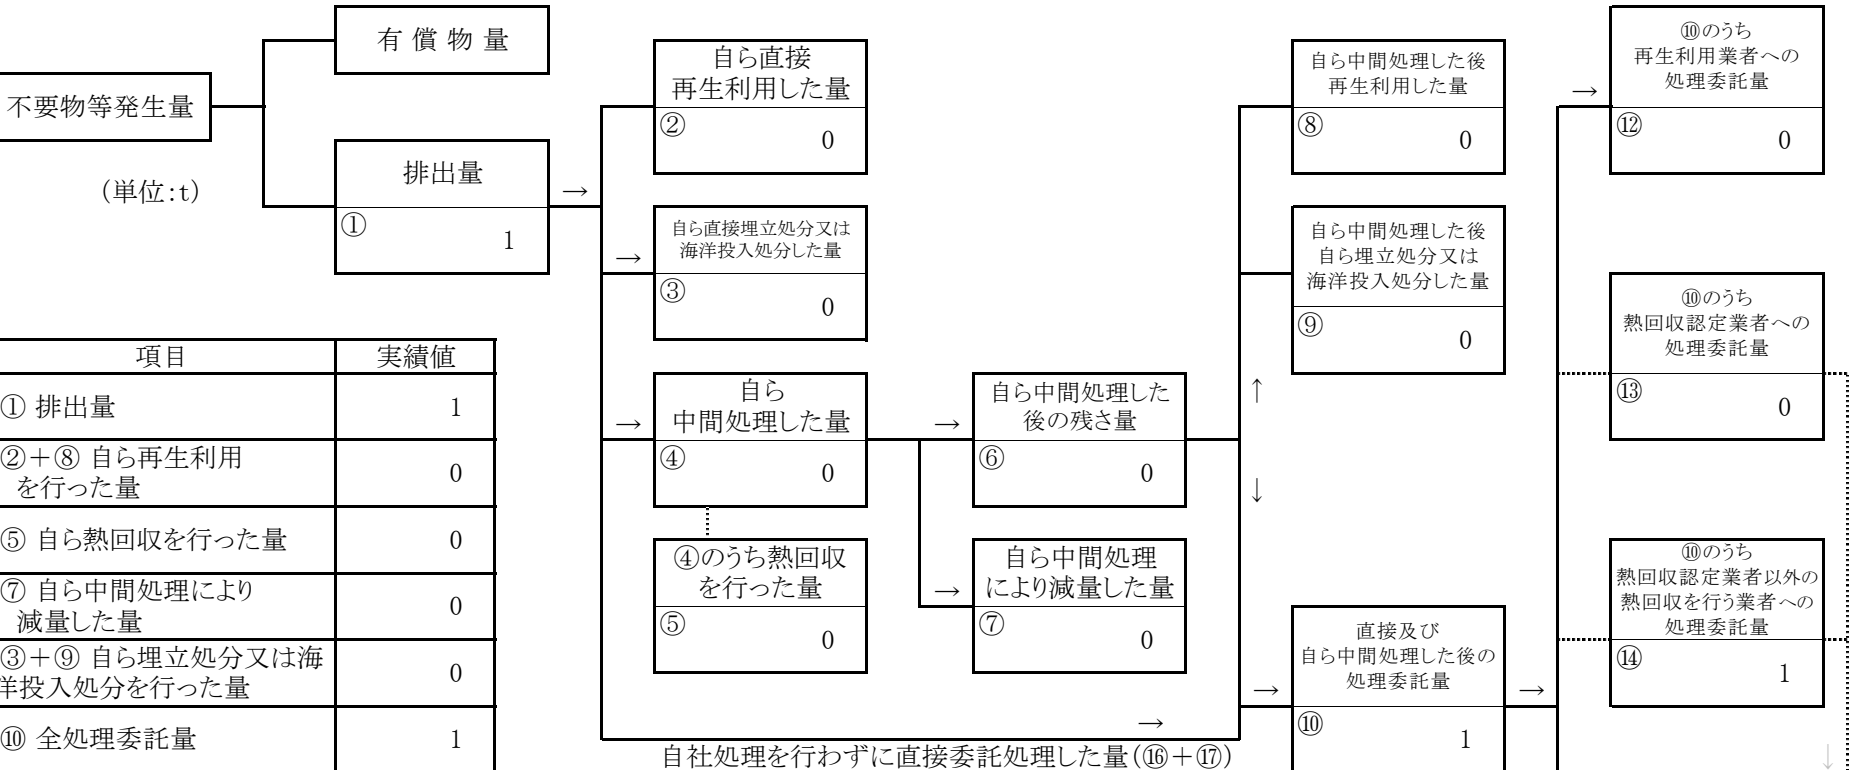 有 償 物 量
不要物等発生量
(単位:t)
排出量
①
1
→
自ら直接
再生利用した量
②
0
→
自ら直接埋立処分又は
海洋投入処分した量
③
0
→
自ら
中間処理した量
④
0
④のうち熱回収
を行った量
⑤
0
→
自ら中間処理した
後の残さ量
⑥
0
→
自ら中間処理
により減量した量
⑦
0
→
自社処理を行わずに直接委託処理した量(⑯+⑰)
自ら中間処理した後
再生利用した量
⑧
0
自ら中間処理した後
自ら埋立処分又は
海洋投入処分した量
⑨
0
↑
↓
→
直接及び
自ら中間処理した後の
処理委託量
⑩
1
→
→
⑩のうち
再生利用業者への
処理委託量
⑫
0
⑩のうち
熱回収認定業者への
処理委託量
⑬
0
⑩のうち
熱回収認定業者以外の
熱回収を行う業者への
処理委託量
⑭
1
↓
項目 実績値
① 排出量 1
②+⑧ 自ら再生利用
を行った量 0
⑤ 自ら熱回収を行った量 0
⑦ 自ら中間処理により
減量した量 0
③+⑨ 自ら埋立処分又は海
洋投入処分を行った量 0
⑩ 全処理委託量 1